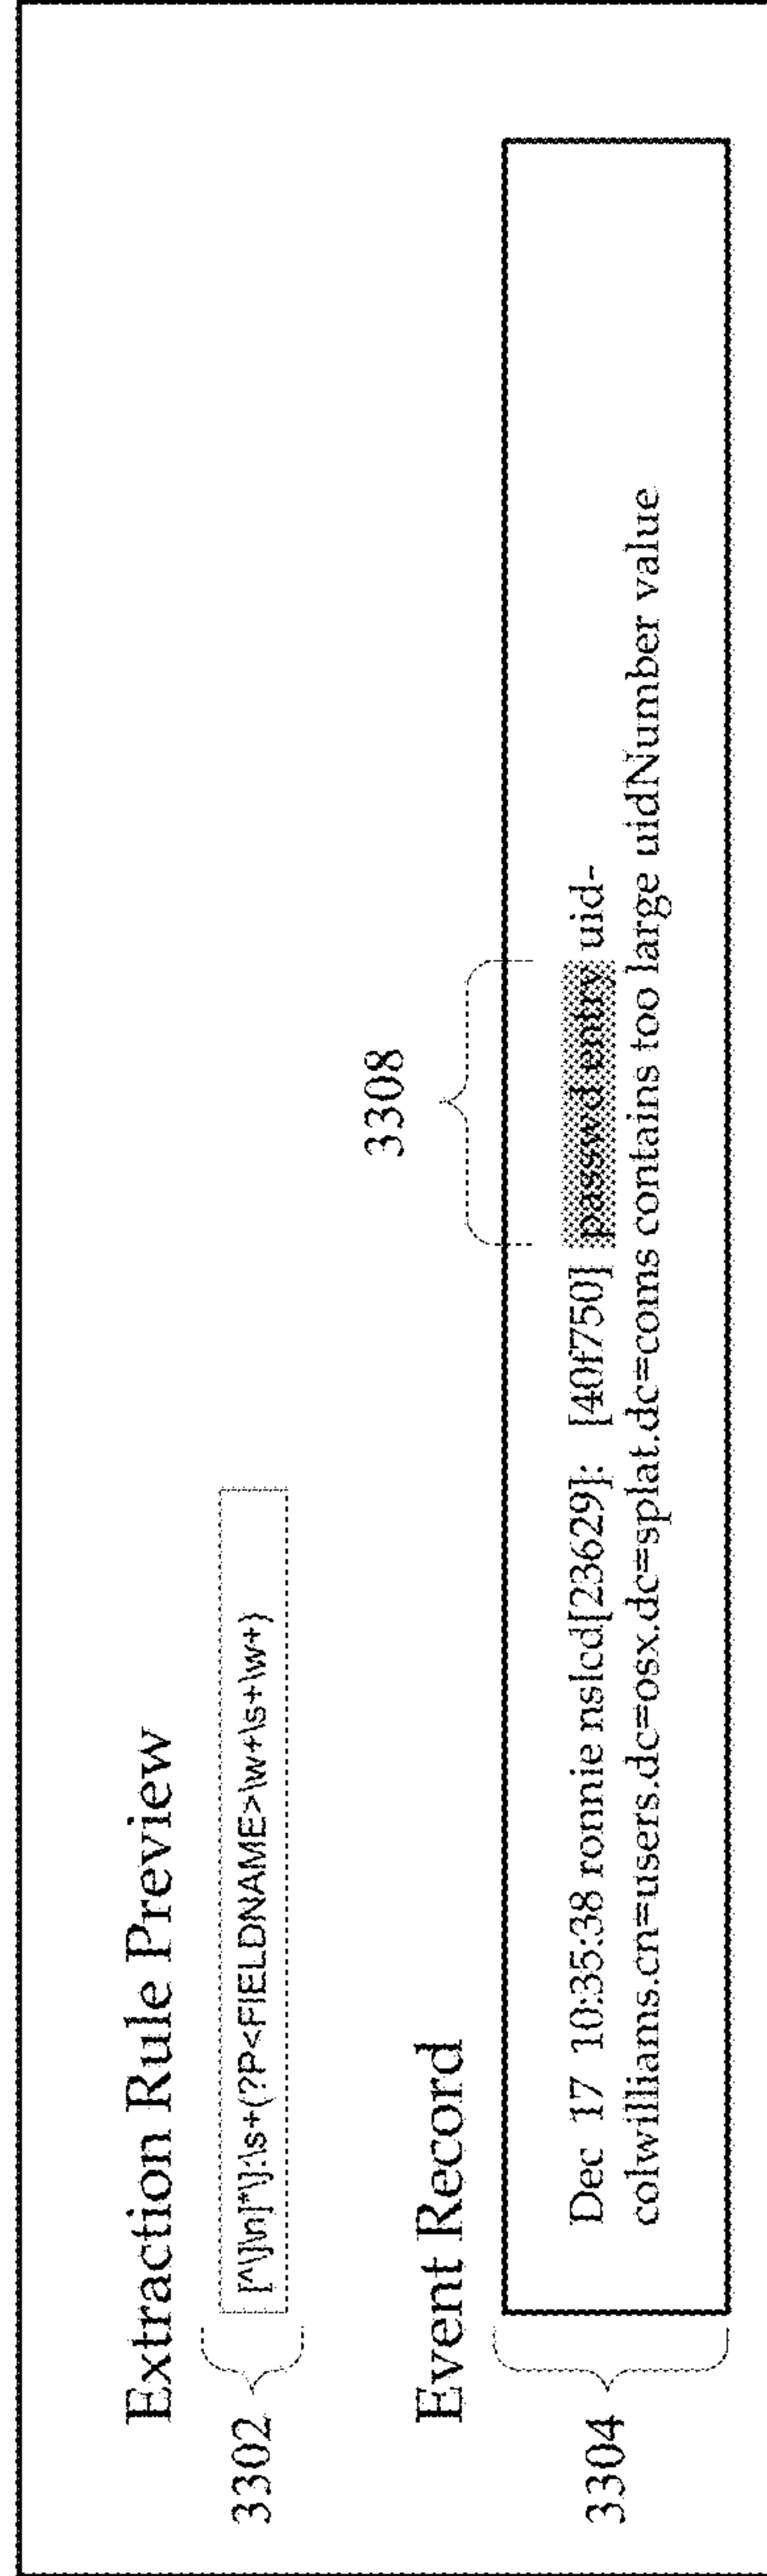 Extraction Rule Preview
3302
[^\]\n]*\]:\s+(?P<FIELDNAME>\w+\s+\w+)
Event Record
3308
3304
Dec 17 10:35:38 ronnie nslcd[23629]: [40f750] passwd entry uid-
colwilliams.cn=users.dc=osx.dc=splat.dc=coms contains too large uidNumber value